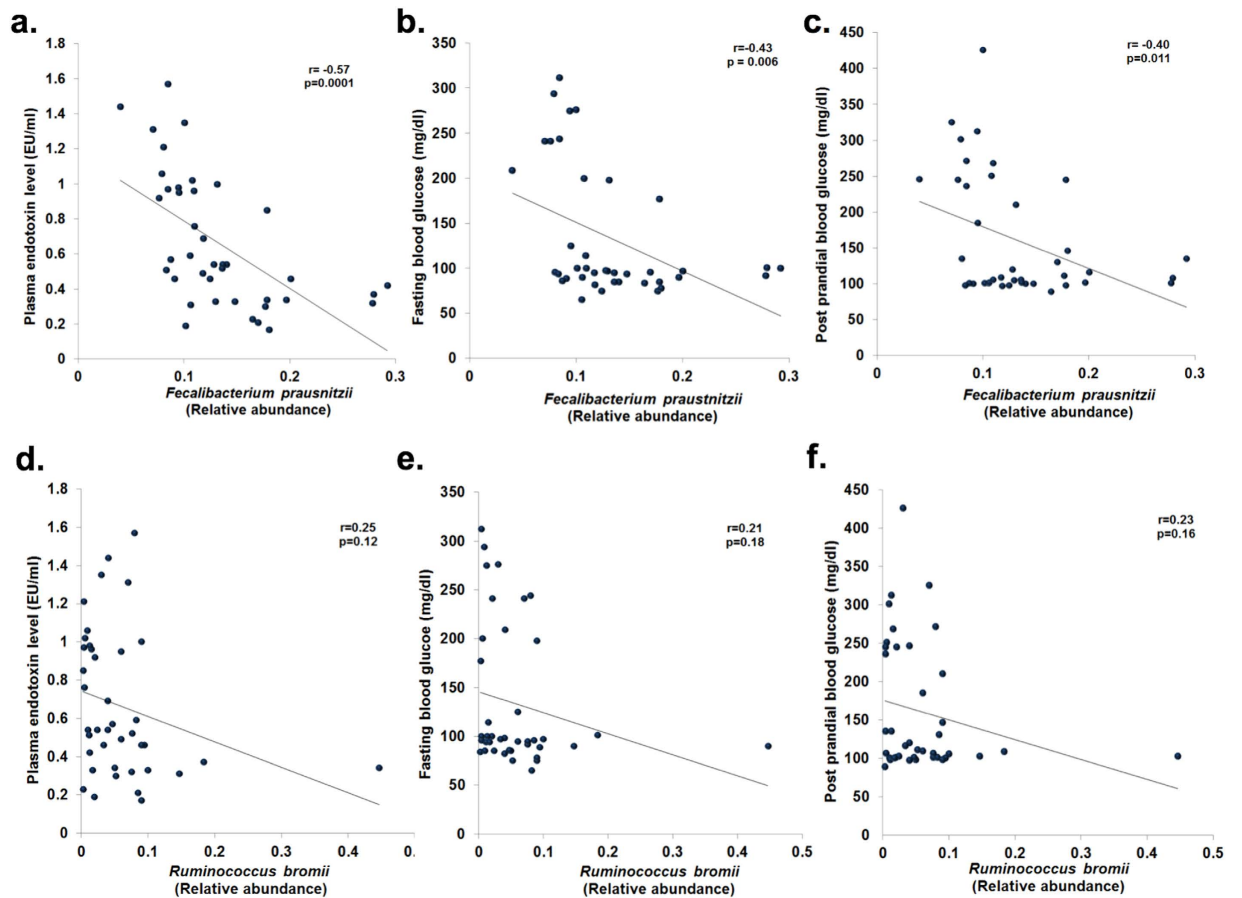 a.
1.8
1.6
1.4
1.2
1
0.8
0.6
0.4
0.2
0
Plasma endotoxin level (EU/ml)
r= -0.57
p=0.0001
0 0.1 0.2 0.3
Fecalibacterium prausnitzii
(Relative abundance)
b.
350
300
250
200
150
100
50
0
Fasting blood glucose (mg/dl)
r=-0.43
p = 0.006
0 0.1 0.2 0.3
Fecalibacterium praustnitzii
(Relative abundance)
c.
450
400
350
300
250
200
150
100
50
0
Post prandial blood glucose (mg/dl)
r= -0.40
p=0.011
0 0.1 0.2 0.3
Fecalibacterium prausnitzii
(Relative abundance)
d.
1.8
1.6
1.4
1.2
1
0.8
0.6
0.4
0.2
0
Plasma endotoxin level (EU/ml)
r=0.25
p=0.12
0 0.1 0.2 0.3 0.4 0.
Ruminococcus bromii
(Relative abundance)
e.
350
300
250
200
150
100
50
0
Fasting blood glucoe (mg/dl)
r=0.21
p=0.18
0 0.1 0.2 0.3 0.4 0.5
Ruminococcus bromii
(Relative abundance)
f.
450
400
350
300
250
200
150
100
50
0
Post prandial blood glucose (mg/dl)
r=0.23
p=0.16
0 0.1 0.2 0.3 0.4 0.5
Ruminococcus bromii
(Relative abundance)